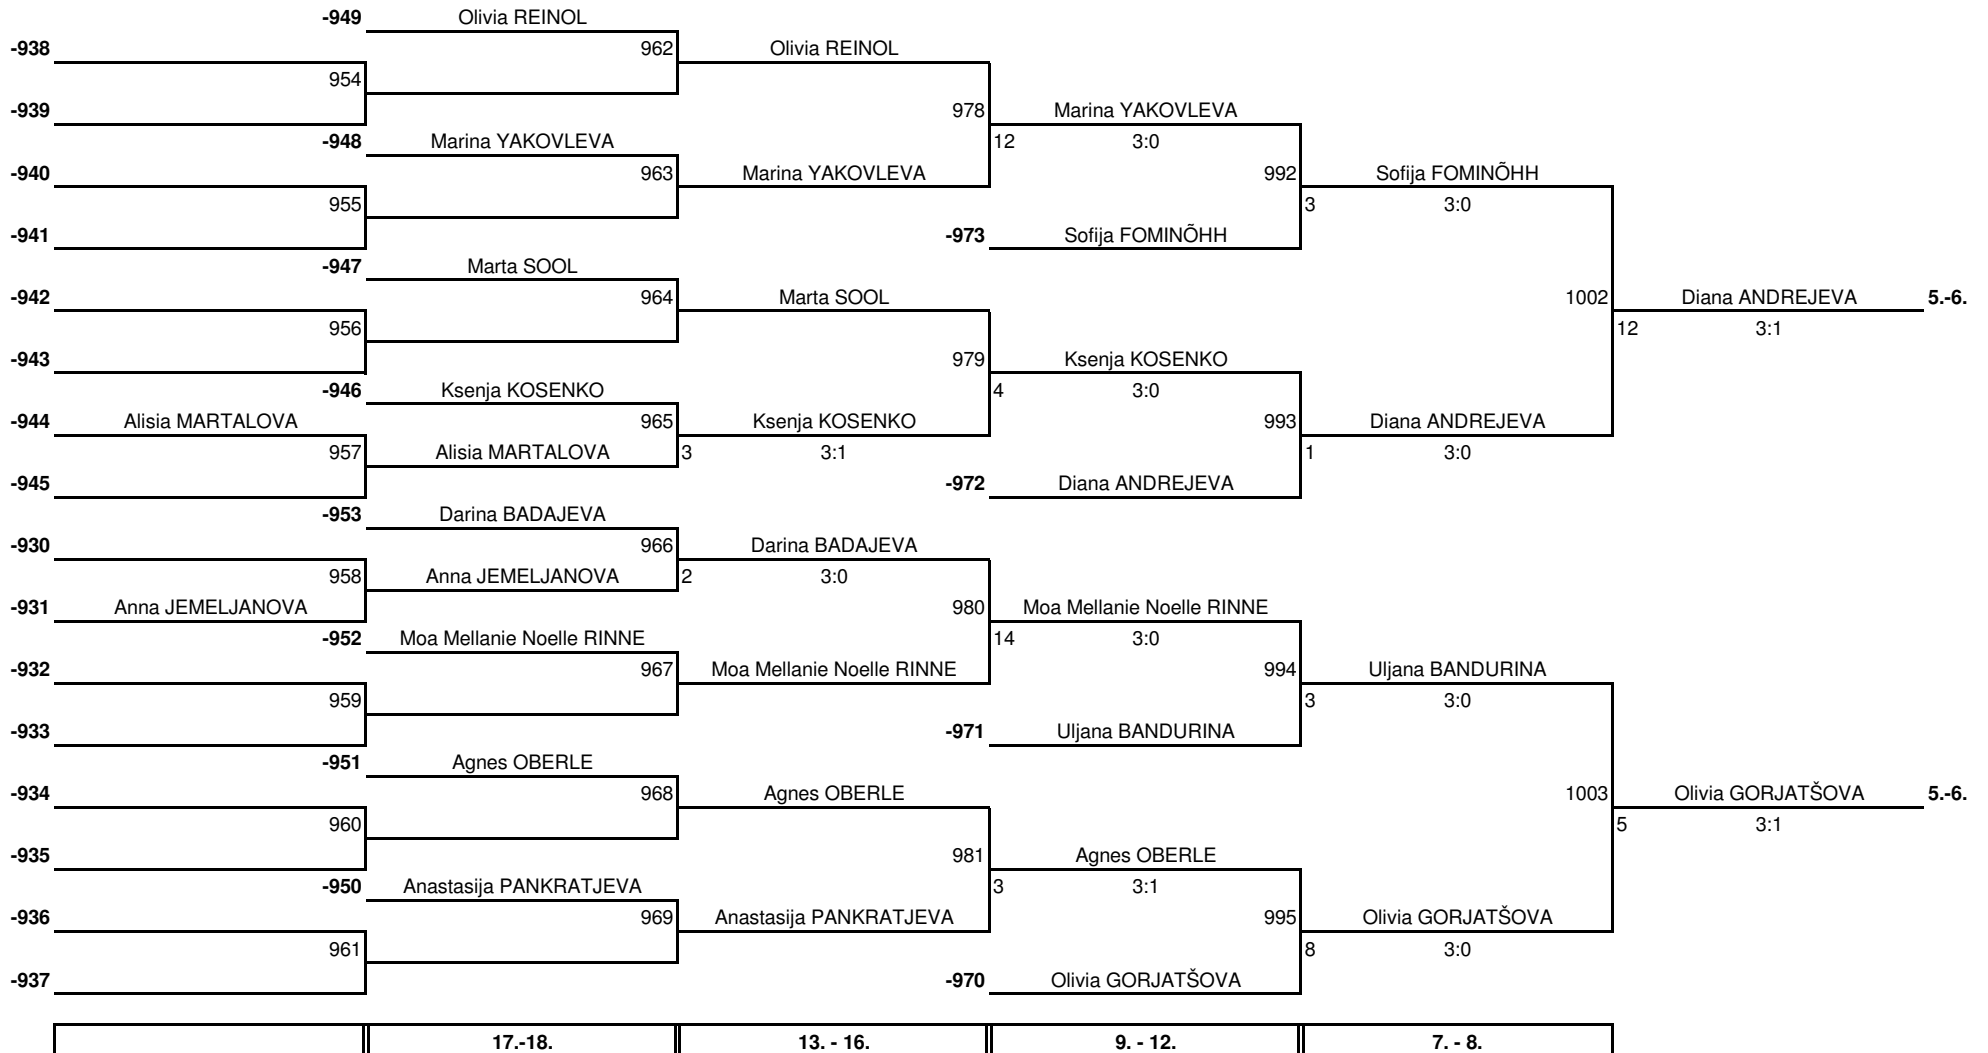 -949 Olivia REINOL
-938 962 Olivia REINOL
954
-939 978 Marina YAKOVLEVA
-948 Marina YAKOVLEVA 12 3:0
-940 963 Marina YAKOVLEVA 992 Sofija FOMINÕHH
955 3 3:0
-941 -973 Sofija FOMINÕHH
-947 Marta SOOL
-942 964 Marta SOOL 1002 Diana ANDREJEVA 5.-6.
956 12 3:1
-943 979 Ksenja KOSENKO
-946 Ksenja KOSENKO 4 3:0
-944 Alisia MARTALOVA 965 Ksenja KOSENKO 993 Diana ANDREJEVA
957 Alisia MARTALOVA 3 3:1 1 3:0
-945 -972 Diana ANDREJEVA
-953 Darina BADAJEVA
-930 966 Darina BADAJEVA
958 Anna JEMELJANOVA 2 3:0
-931 Anna JEMELJANOVA 980 Moa Mellanie Noelle RINNE
-952 Moa Mellanie Noelle RINNE 14 3:0
-932 967 Moa Mellanie Noelle RINNE 994 Uljana BANDURINA
959 3 3:0
-933 -971 Uljana BANDURINA
-951 Agnes OBERLE
-934 968 Agnes OBERLE 1003 Olivia GORJATŠOVA 5.-6.
960 5 3:1
-935 981 Agnes OBERLE
-950 Anastasija PANKRATJEVA 3 3:1
-936 969 Anastasija PANKRATJEVA 995 Olivia GORJATŠOVA
961 8 3:0
-937 -970 Olivia GORJATŠOVA
17.-18. 13. - 16. 9. - 12. 7. - 8.